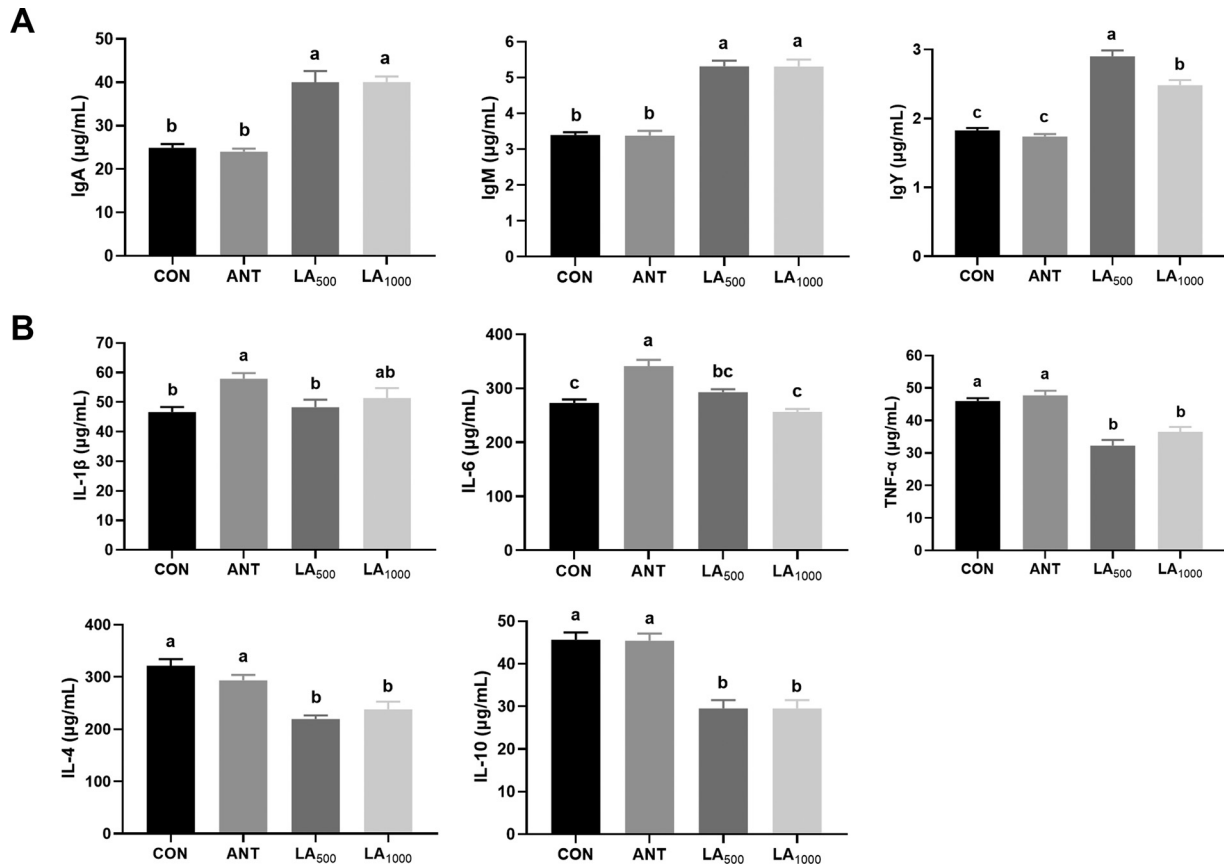 A
IgA (µg/mL)
50
40
30
20
10
0
b
b
a
a
CON ANT LA₅₀₀ LA₁₀₀₀
IgM (µg/mL)
6
5
4
3
2
1
0
b
b
a
a
CON ANT LA₅₀₀ LA₁₀₀₀
IgY (µg/mL)
3
2
1
0
c
c
a
b
CON ANT LA₅₀₀ LA₁₀₀₀
B
IL-1β (µg/mL)
70
60
50
40
30
20
10
0
b
a
b
ab
CON ANT LA₅₀₀ LA₁₀₀₀
IL-6 (µg/mL)
400
300
200
100
0
c
a
bc
c
CON ANT LA₅₀₀ LA₁₀₀₀
TNF-α (µg/mL)
60
50
40
30
20
10
0
a
a
b
b
CON ANT LA₅₀₀ LA₁₀₀₀
IL-4 (µg/mL)
400
300
200
100
0
a
a
b
b
CON ANT LA₅₀₀ LA₁₀₀₀
IL-10 (µg/mL)
50
40
30
20
10
0
a
a
b
b
CON ANT LA₅₀₀ LA₁₀₀₀